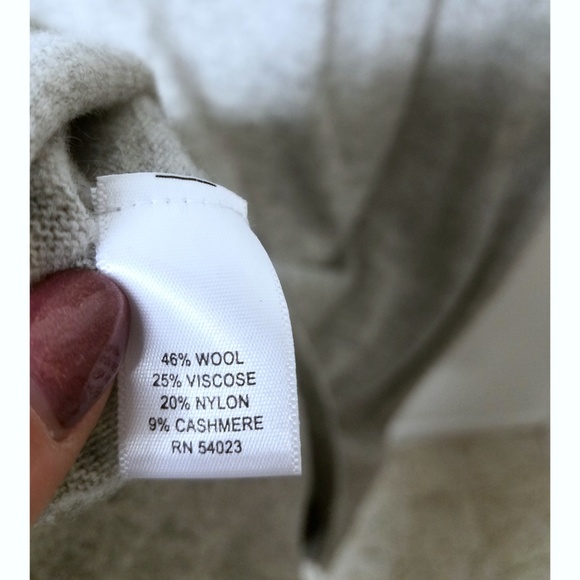 46% WOOL
25% VISCOSE
20% NYLON
9% CASHMERE
RN 54023